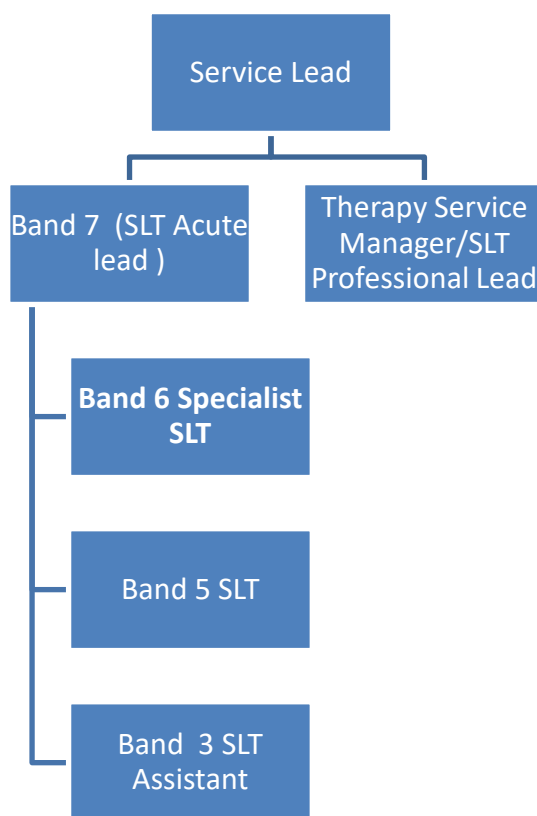 Service Lead
Band 7  (SLT Acute
lead )
Therapy Service
Manager/SLT
Professional Lead
Band 6 Specialist
SLT
Band 5 SLT
Band  3 SLT
Assistant